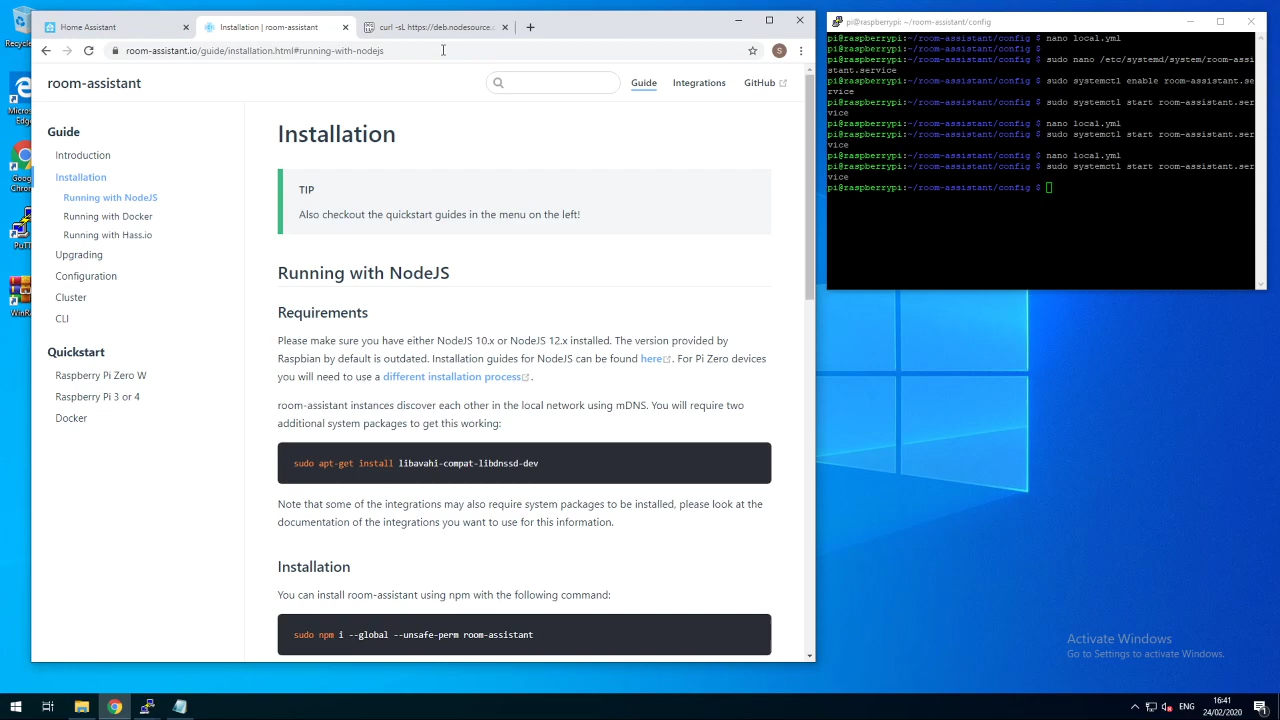 Recycle
Micros
Edge
Goog
Chrom
PuTT
WinRA
Home Assistant
Installation | room-assistant
curl -sL https://deb.nodesource.c
room-assistant.io/guide/installation.html#running-with-nodejs
S
room-assistant
Guide
Integrations
GitHub
Guide
Introduction
Installation
Running with NodeJS
Running with Docker
Running with Hass.io
Upgrading
Configuration
Cluster
CLI
Quickstart
Raspberry Pi Zero W
Raspberry Pi 3 or 4
Docker
Installation
TIP
Also checkout the quickstart guides in the menu on the left!
Running with NodeJS
Requirements
Please make sure you have either NodeJS 10.x or NodeJS 12.x installed. The version provided by
Raspbian by default is outdated. Installation guides for NodeJS can be found here. For Pi Zero devices
you will need to use a different installation process.
room-assistant instances discover each other in the local network using mDNS. You will require two
additional system packages to get this working:
sudo apt-get install libavahi-compat-libdnssd-dev
Note that some of the integrations may also require system packages to be installed, please look at the
documentation of the integrations you want to use for this information.
Installation
You can install room-assistant using npm with the following command:
sudo npm i --global --unsafe-perm room-assistant
pi@raspberrypi: ~/room-assistant/config
pi@raspberrypi:~/room-assistant/config $ nano local.yml
pi@raspberrypi:~/room-assistant/config $
pi@raspberrypi:~/room-assistant/config $ sudo nano /etc/systemd/system/room-assi
stant.service
pi@raspberrypi:~/room-assistant/config $ sudo systemctl enable room-assistant.se
rvice
pi@raspberrypi:~/room-assistant/config $ sudo systemctl start room-assistant.ser
vice
pi@raspberrypi:~/room-assistant/config $ nano local.yml
pi@raspberrypi:~/room-assistant/config $ sudo systemctl start room-assistant.ser
vice
pi@raspberrypi:~/room-assistant/config $ nano local.yml
pi@raspberrypi:~/room-assistant/config $ sudo systemctl start room-assistant.ser
vice
pi@raspberrypi:~/room-assistant/config $
Activate Windows
Go to Settings to activate Windows.
ENG
16:41
24/02/2020
1